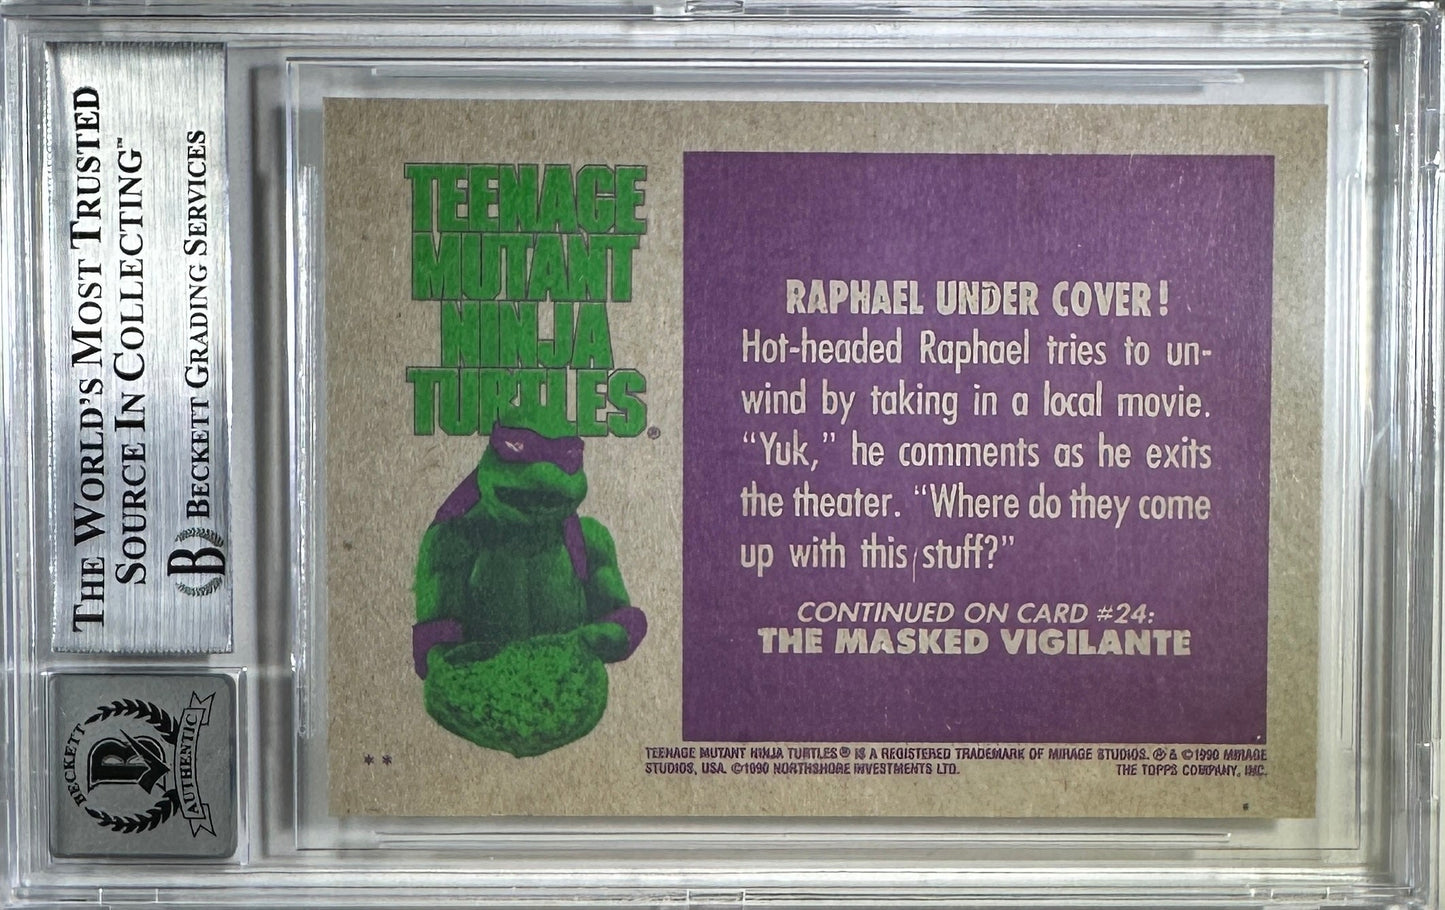 THE WORLD'S MOST TRUSTED
SOURCE IN COLLECTING™
B BECKETT GRADING SERVICES
BECKETT
B
AUTHENTIC
TEENAGE
MUTANT
NINJA
TURTLES®
RAPHAEL UNDER COVER!
Hot-headed Raphael tries to un-
wind by taking in a local movie.
“Yuk,” he comments as he exits
the theater. “Where do they come
up with this stuff?”
CONTINUED ON CARD #24:
THE MASKED VIGILANTE
* *
TEENAGE MUTANT NINJA TURTLES® IS A REGISTERED TRADEMARK OF MIRAGE STUDIOS. ® & ©1990 MIRAGE
STUDIOS, USA. ©1990 NORTHSHORE INVESTMENTS LTD. THE TOPPS COMPANY, INC.